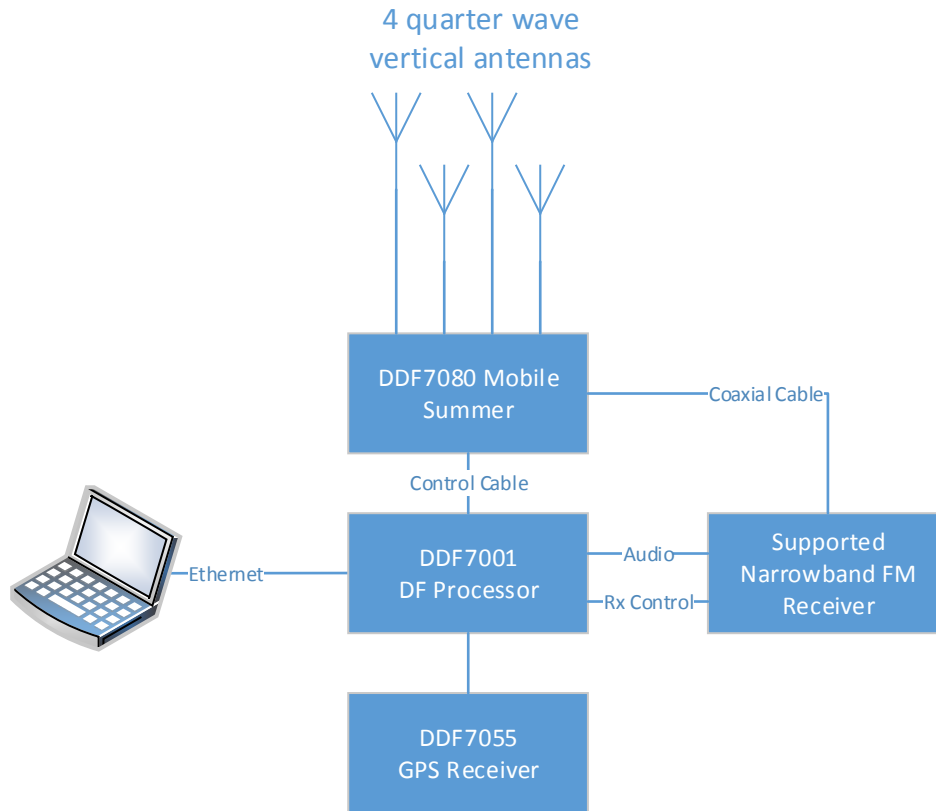 4 quarter wave
vertical antennas
DDF7080 Mobile
Summer
Coaxial Cable
Control Cable
Ethernet
DDF7001
DF Processor
Audio
Rx Control
Supported
Narrowband FM
Receiver
DDF7055
GPS Receiver